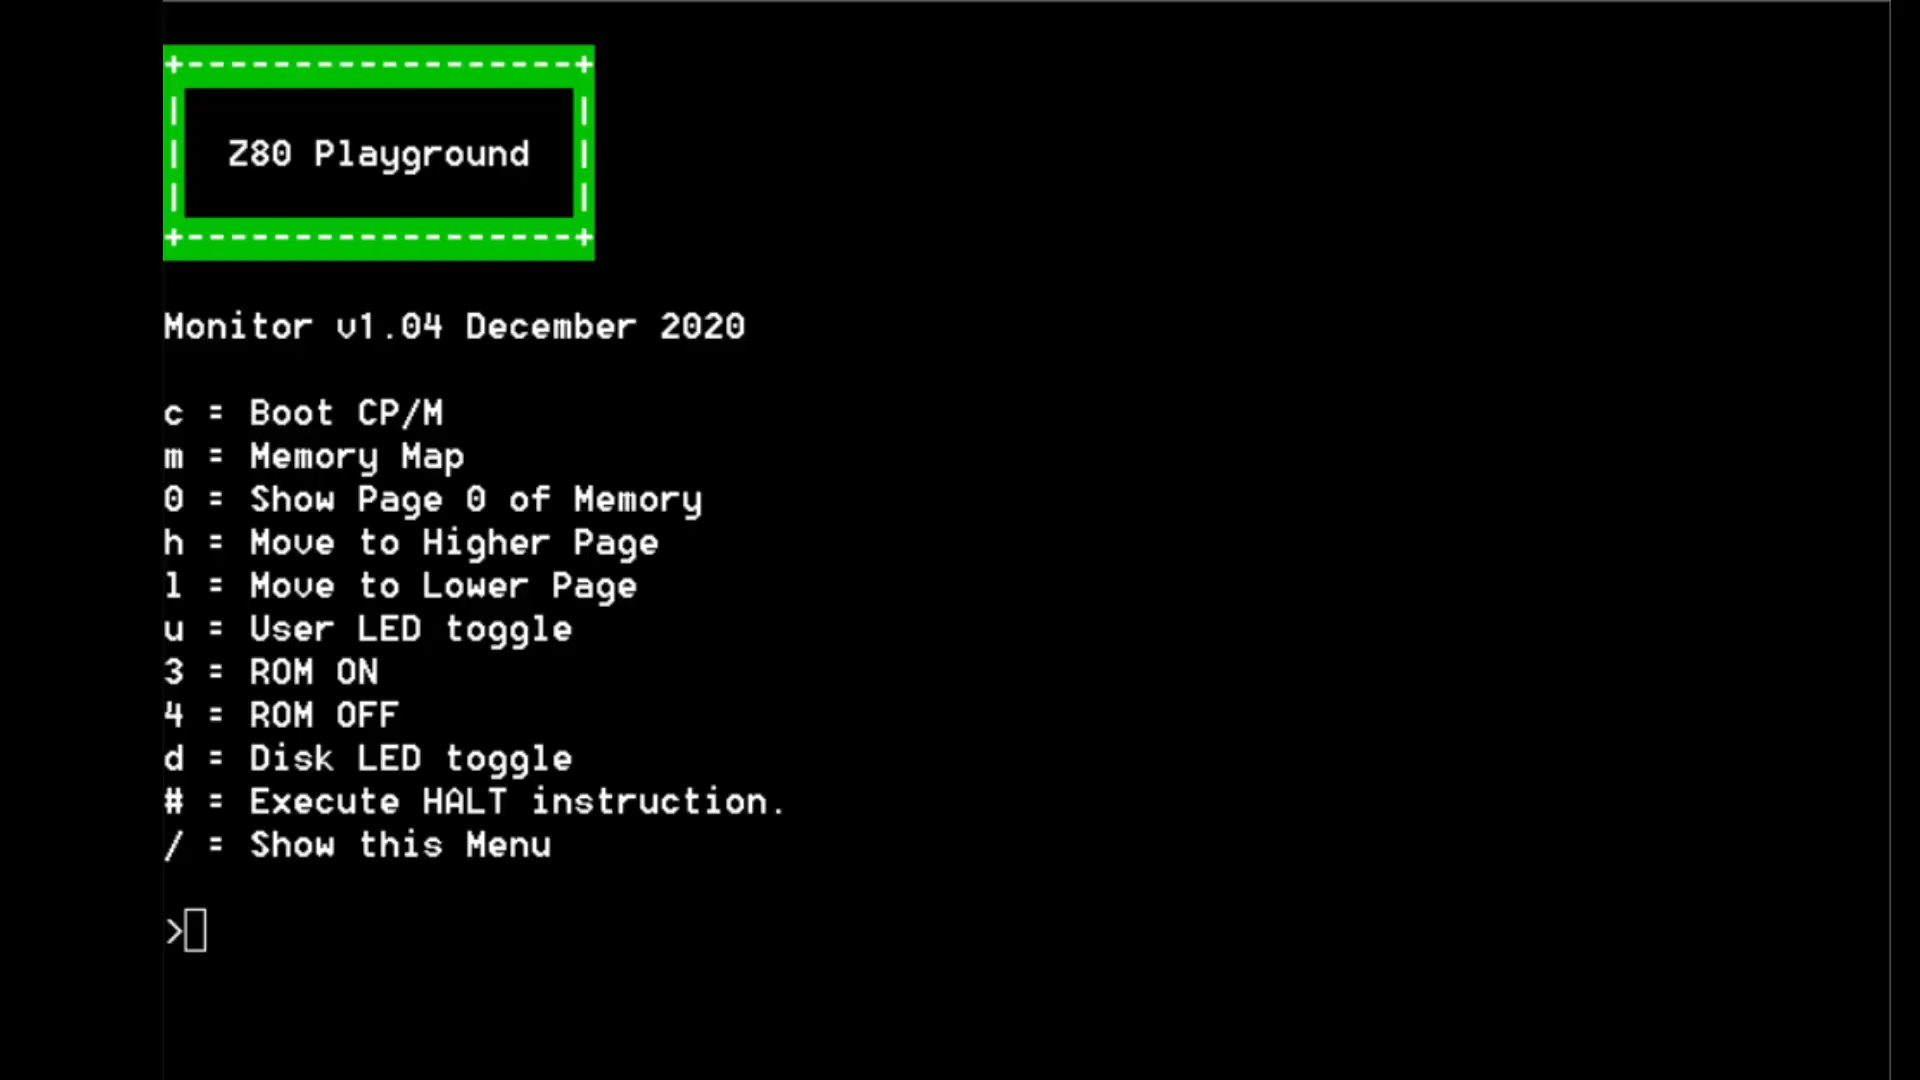 +-------------------+
|                   |
|  Z80 Playground   |
|                   |
+-------------------+
Monitor v1.04 December 2020
c = Boot CP/M
m = Memory Map
0 = Show Page 0 of Memory
h = Move to Higher Page
l = Move to Lower Page
u = User LED toggle
3 = ROM ON
4 = ROM OFF
d = Disk LED toggle
# = Execute HALT instruction.
/ = Show this Menu
>